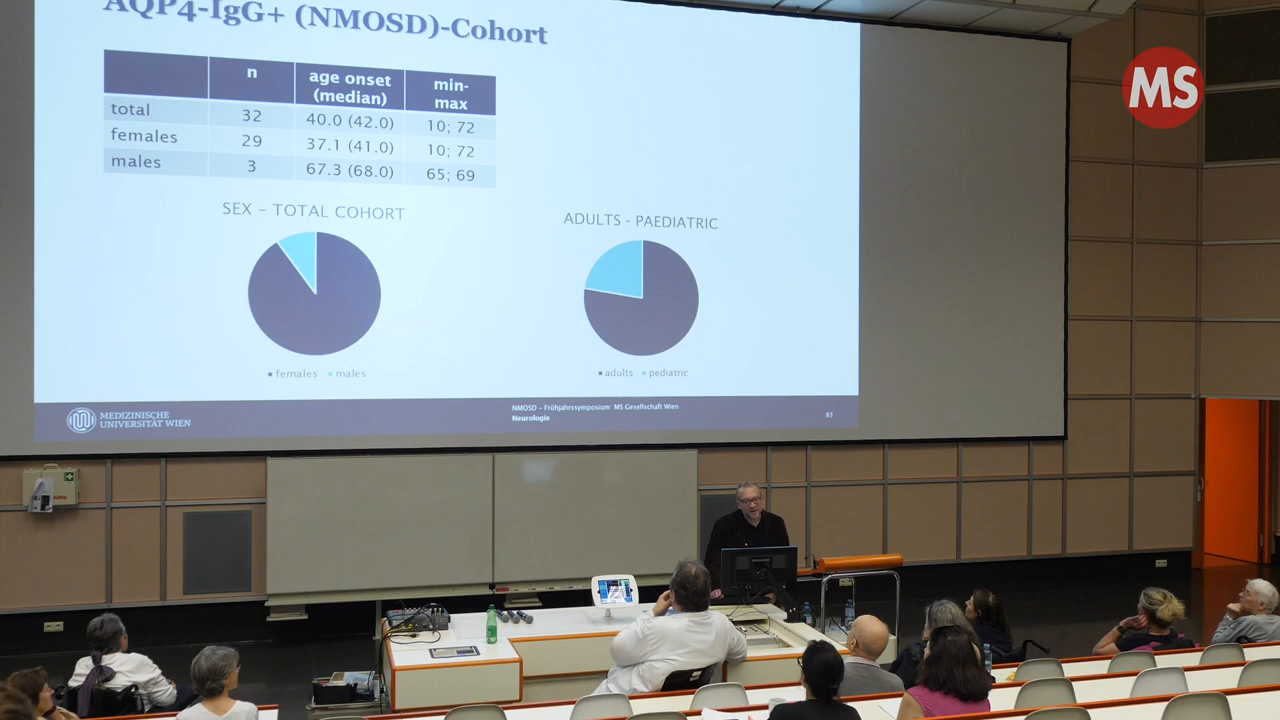 AQP4-IgG+ (NMOSD)-Cohort
MS
n age onset (median) min-max
total 32 40.0 (42.0) 10; 72
females 29 37.1 (41.0) 10; 72
males 3 67.3 (68.0) 65; 69
SEX – TOTAL COHORT
ADULTS - PAEDIATRIC
females males
adults pediatric
MEDIZINISCHE
UNIVERSITÄT WIEN
NMOSD – Frühjahrssymposium: MS Gesellschaft Wien
Neurologie
83